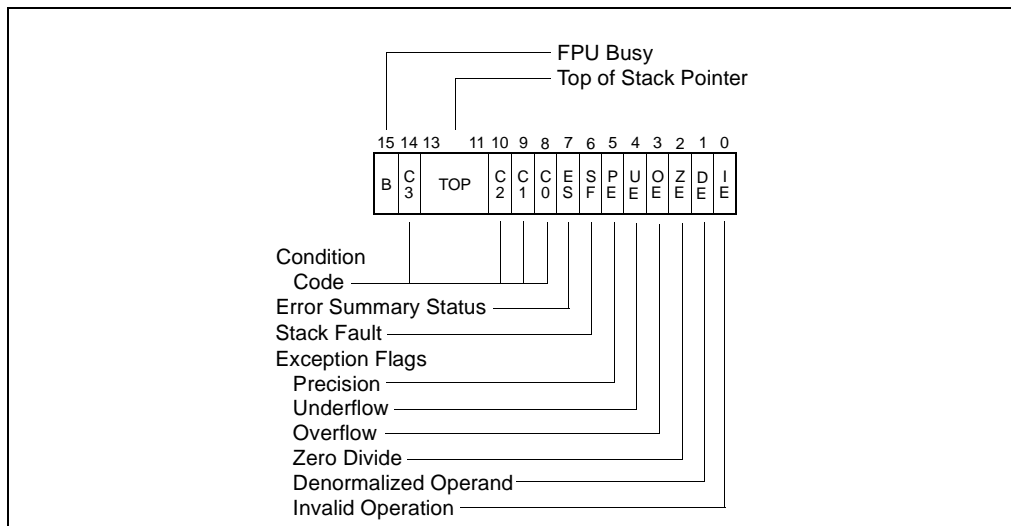 FPU Busy
Top of Stack Pointer
15 14 13 11 10 9 8 7 6 5 4 3 2 1 0
B C3 TOP C2 C1 C0 ES SF PE UE OE ZE DE IE
Condition
Code
Error Summary Status
Stack Fault
Exception Flags
Precision
Underflow
Overflow
Zero Divide
Denormalized Operand
Invalid Operation